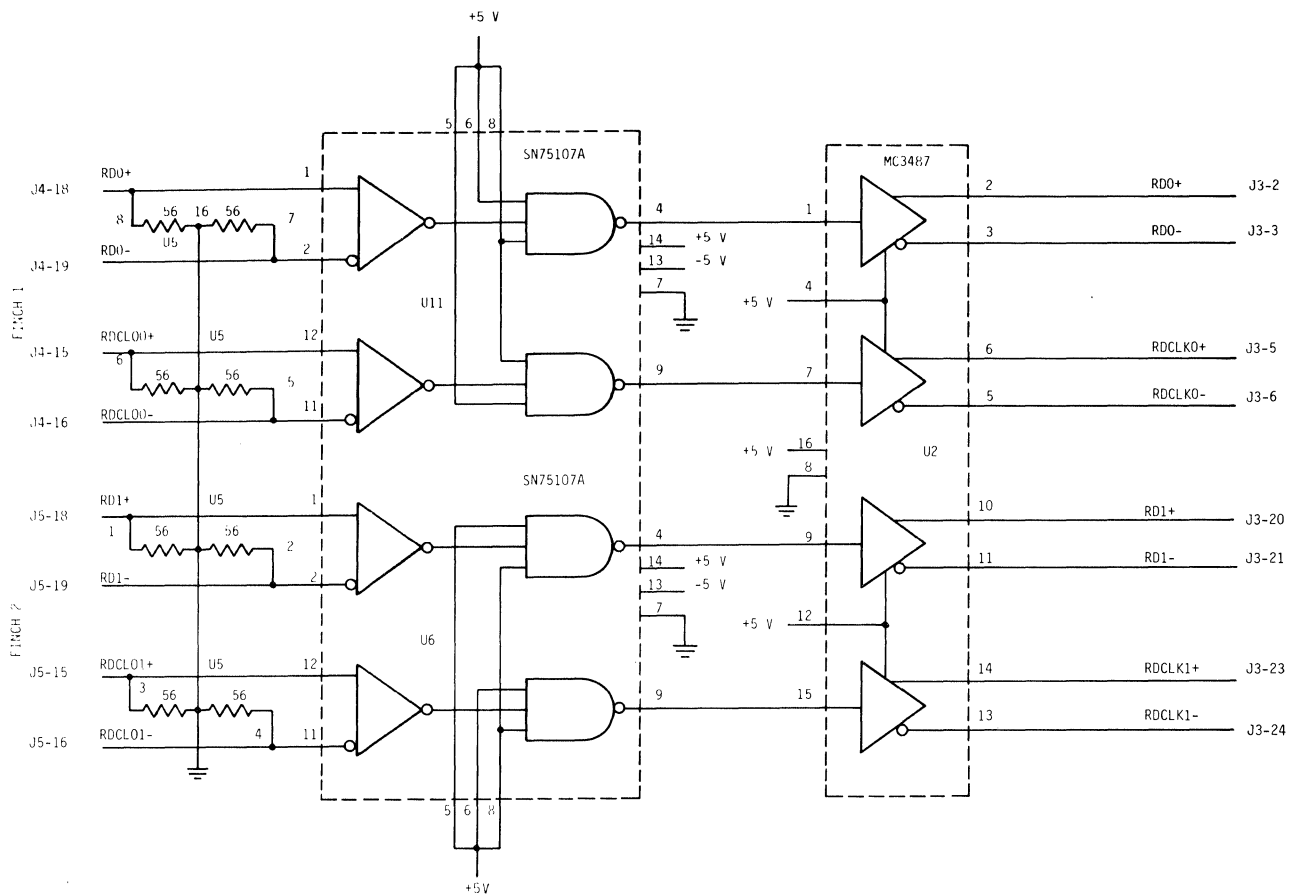 +5 V
5 6 8
SN75107A
MC3487
J4-18 RD0+ 1
8 56 16 56 7
U5
J4-19 RD0- 2
4
14 +5 V
13 -5 V
7
1
2 RD0+ J3-2
3 RD0- J3-3
FINCH 1
U11
+5 V 4
J4-15 RDCLO0+ U5 12
6 56 56 5
J4-16 RDCLO0- 11
9
7
6 RDCLK0+ J3-5
5 RDCLK0- J3-6
+5 V 16
8
U2
SN75107A
J5-18 RD1+ U5 1
1 56 56 2
J5-19 RD1- 2
4
14 +5 V
13 -5 V
7
9
10 RD1+ J3-20
11 RD1- J3-21
FINCH 2
U6
+5 V 12
J5-15 RDCLO1+ U5 12
3 56 56
J5-16 RDCLO1- 4 11
9
15
14 RDCLK1+ J3-23
13 RDCLK1- J3-24
5 6 8
+5V